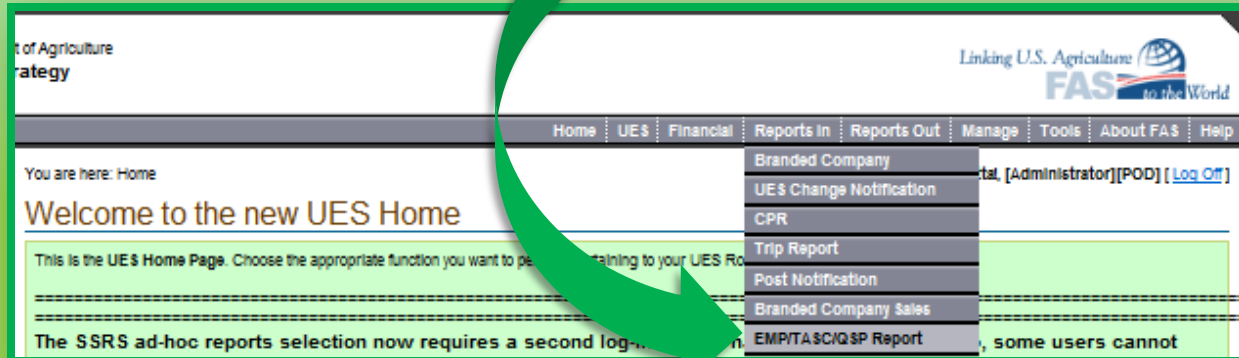 t of Agriculture
rategy
Linking U.S. Agriculture
FAS to the World
Home UES Financial Reports In Reports Out Manage Tools About FAS Help
You are here: Home
tal, [Administrator][POD] [ Log Off ]
Welcome to the new UES Home
Branded Company
UES Change Notification
CPR
Trip Report
Post Notification
Branded Company Sales
EMP/TASC/QSP Report
This is the UES Home Page. Choose the appropriate function you want to pe taining to your UES Ro
The SSRS ad-hoc reports selection now requires a second log- , some users cannot